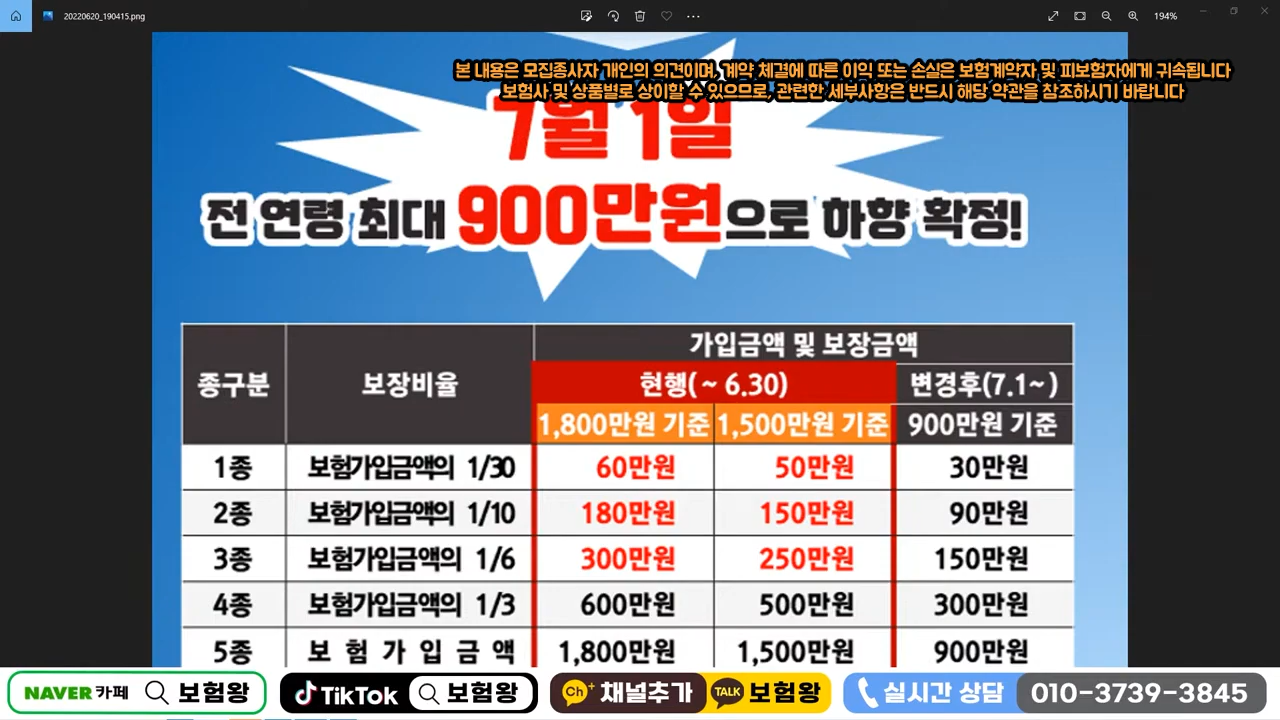 20220620_190415.png
194%
본 내용은 모집종사자 개인의 의견이며, 계약 체결에 따른 이익 또는 손실은 보험계약자 및 피보험자에게 귀속됩니다
보험사 및 상품별로 상이할 수 있으므로, 관련한 세부사항은 반드시 해당 약관을 참조하시기 바랍니다
7월 1일
전 연령 최대 900만원으로 하향 확정!
종구분 보장비율 가입금액 및 보장금액
현행(~ 6.30) 변경후(7.1~)
1,800만원 기준 1,500만원 기준 900만원 기준
1종 보험가입금액의 1/30 60만원 50만원 30만원
2종 보험가입금액의 1/10 180만원 150만원 90만원
3종 보험가입금액의 1/6 300만원 250만원 150만원
4종 보험가입금액의 1/3 600만원 500만원 300만원
5종 보 험 가 입 금 액 1,800만원 1,500만원 900만원
NAVER 카페 보험왕 TikTok 보험왕 Ch+ 채널추가 TALK 보험왕 실시간 상담 010-3739-3845